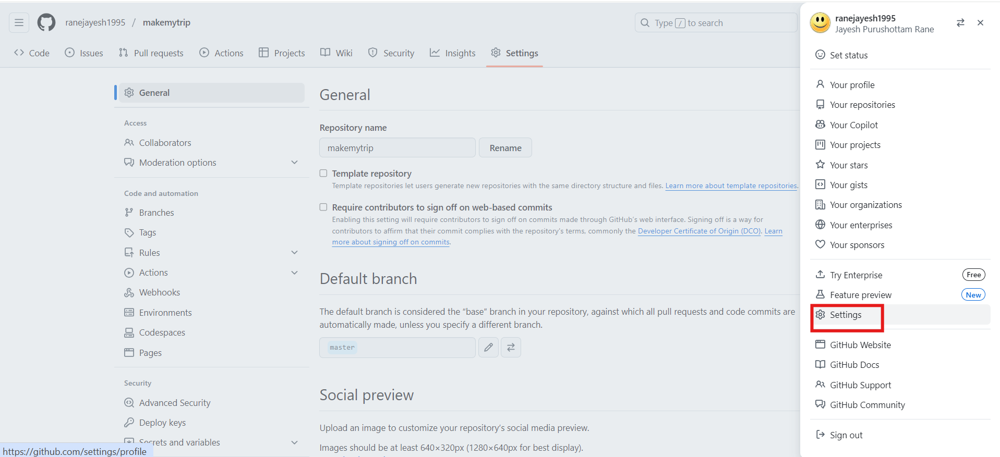 ranejayesh1995 / makemytrip
Type / to search
Code
Issues
Pull requests
Actions
Projects
Wiki
Security
Insights
Settings
General
Access
Collaborators
Moderation options
Code and automation
Branches
Tags
Rules
Actions
Webhooks
Environments
Codespaces
Pages
Security
Advanced Security
Deploy keys
Secrets and variables
https://github.com/settings/profile
General
Repository name
makemytrip
Rename
Template repository
Template repositories let users generate new repositories with the same directory structure and files. Learn more about template repositories.
Require contributors to sign off on web-based commits
Enabling this setting will require contributors to sign off on commits made through GitHub's web interface. Signing off is a way for
contributors to affirm that their commit complies with the repository's terms, commonly the Developer Certificate of Origin (DCO). Learn
more about signing off on commits.
Default branch
The default branch is considered the “base” branch in your repository, against which all pull requests and code commits are
automatically made, unless you specify a different branch.
master
Social preview
Upload an image to customize your repository's social media preview.
Images should be at least 640×320px (1280×640px for best display).
ranejayesh1995
Jayesh Purushottam Rane
Set status
Your profile
Your repositories
Your Copilot
Your projects
Your stars
Your gists
Your organizations
Your enterprises
Your sponsors
Try Enterprise Free
Feature preview New
Settings
GitHub Website
GitHub Docs
GitHub Support
GitHub Community
Sign out